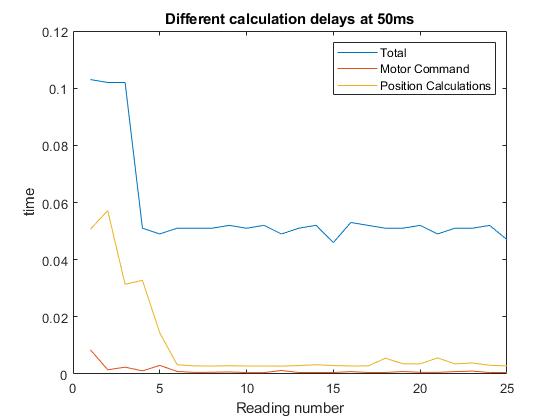 Different calculation delays at 50ms
0.12
0.1
0.08
0.06
0.04
0.02
0
time
Total
Motor Command
Position Calculations
0 5 10 15 20 25
Reading number